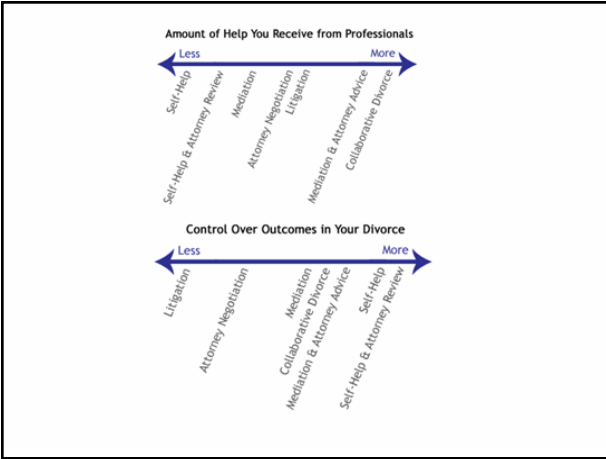 Amount of Help You Receive from Professionals
Less More
Self-Help
Self-Help & Attorney Review
Mediation
Attorney Negotiation
Litigation
Mediation & Attorney Advice
Collaborative Divorce
Control Over Outcomes in Your Divorce
Less More
Litigation
Attorney Negotiation
Mediation
Collaborative Divorce
Mediation & Attorney Advice
Self-Help
Self-Help & Attorney Review